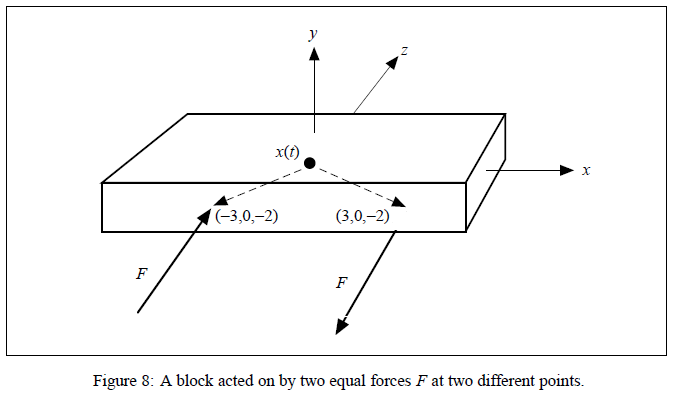 y
z
x(t)
x
(–3,0,–2)
(3,0,–2)
F
F
Figure 8: A block acted on by two equal forces F at two different points.